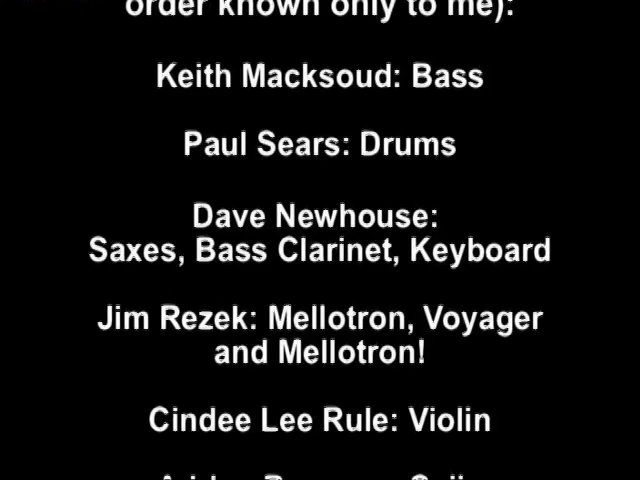 order known only to me):
Keith Macksoud: Bass
Paul Sears: Drums
Dave Newhouse:
Saxes, Bass Clarinet, Keyboard
Jim Rezek: Mellotron, Voyager
and Mellotron!
Cindee Lee Rule: Violin